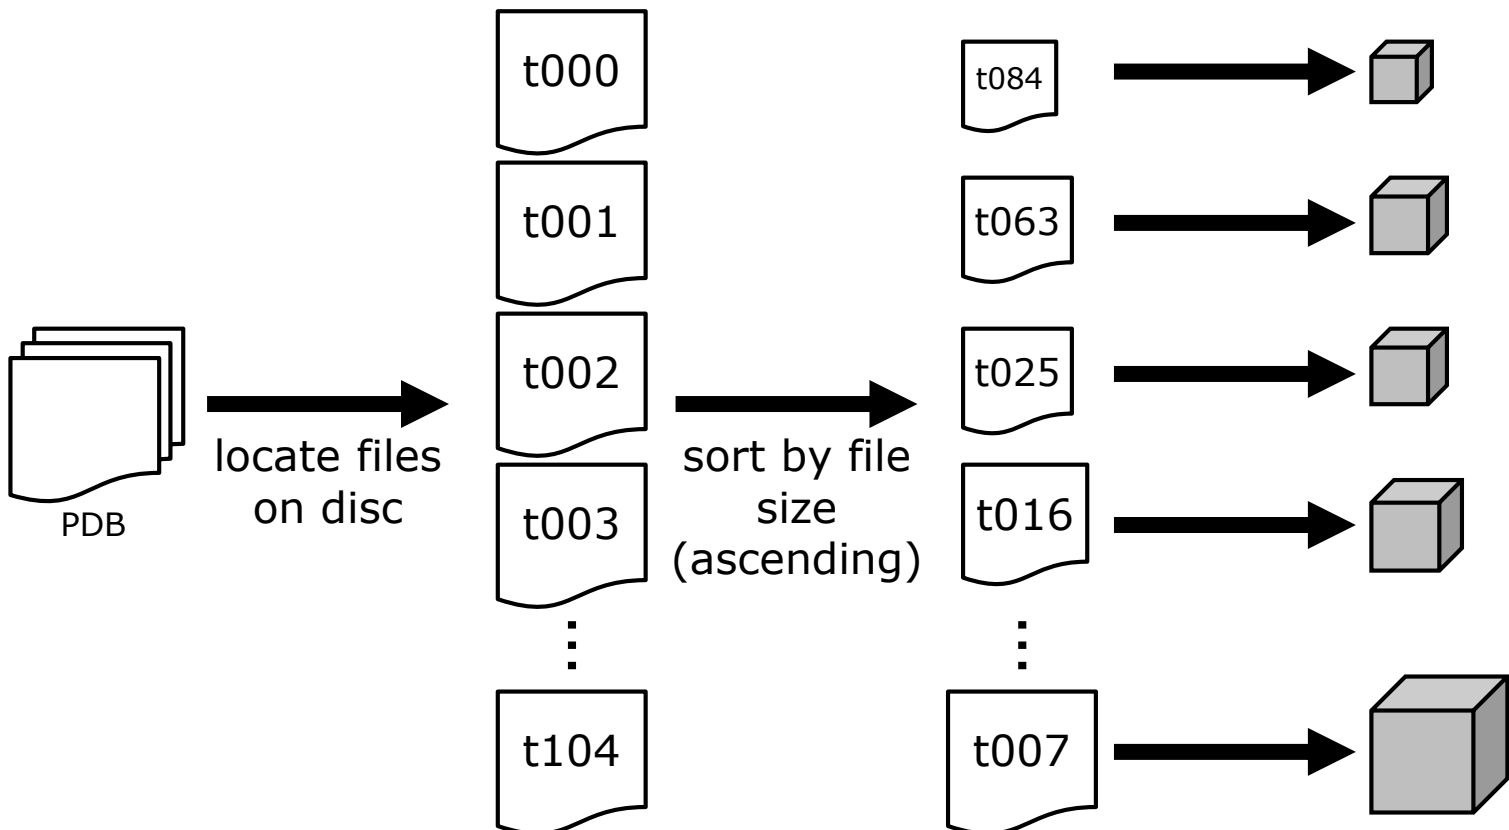 PDB
locate files
on disc
t000
t001
t002
t003
t104
sort by file
size
(ascending)
t084
t063
t025
t016
t007